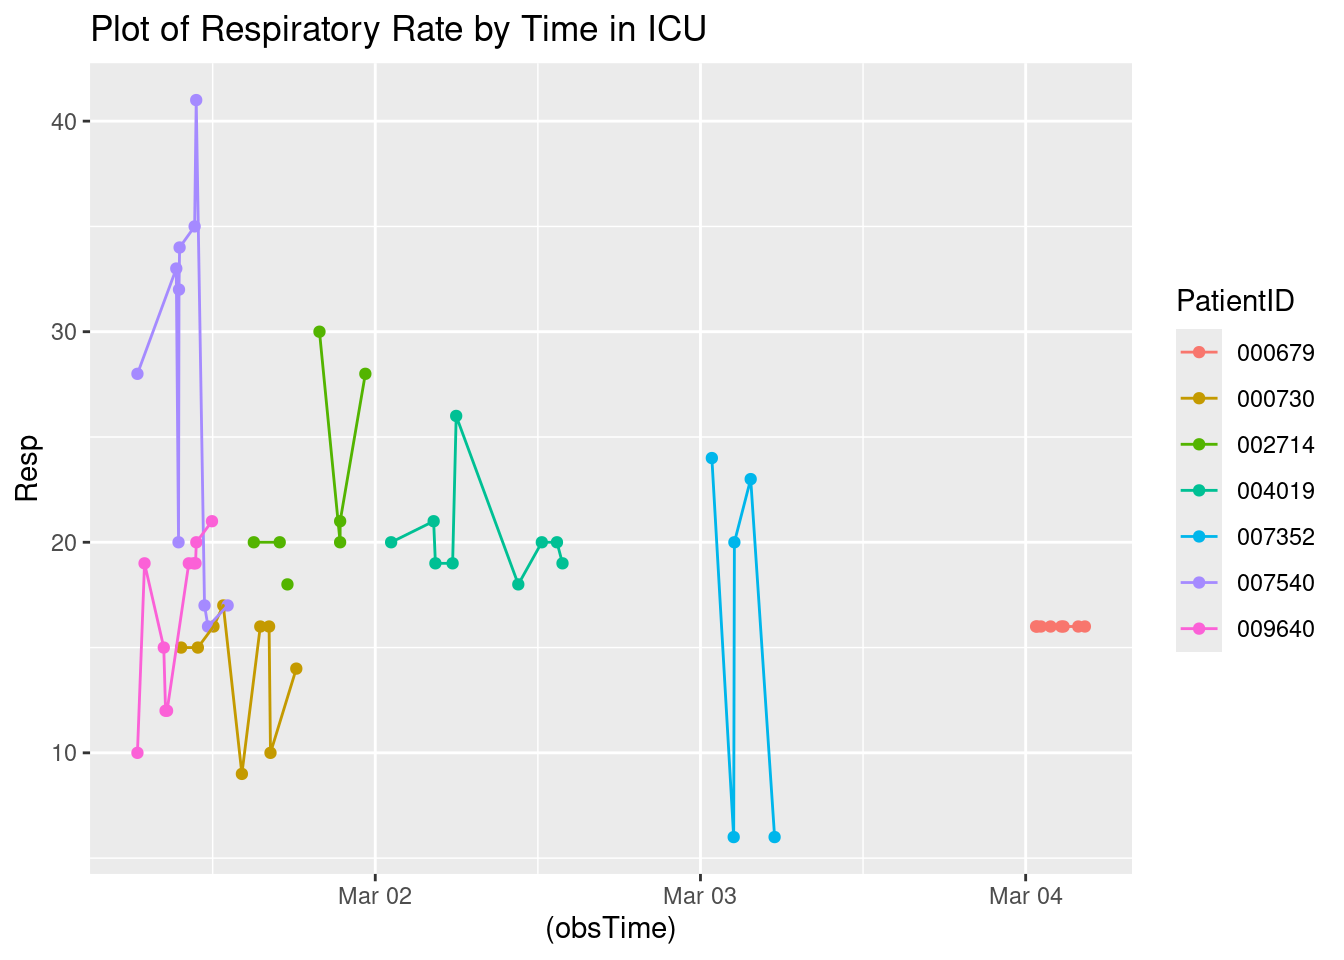 Plot of Respiratory Rate by Time in ICU
40
30
20
10
Resp
Mar 02
Mar 03
Mar 04
(obsTime)
PatientID
000679
000730
002714
004019
007352
007540
009640